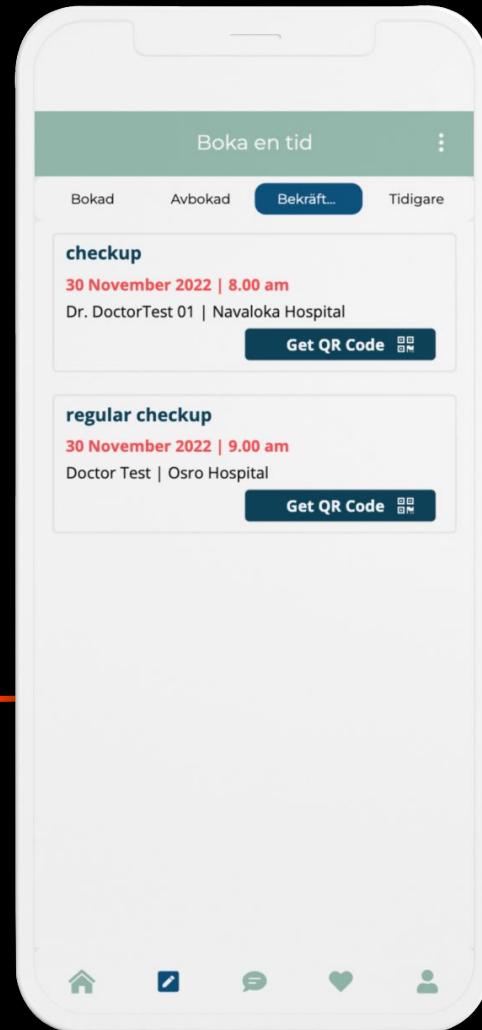 Boka en tid
Bokad Avbokad Bekräft... Tidigare
checkup
30 November 2022 | 8.00 am
Dr. DoctorTest 01 | Navaloka Hospital
Get QR Code
regular checkup
30 November 2022 | 9.00 am
Doctor Test | Osro Hospital
Get QR Code